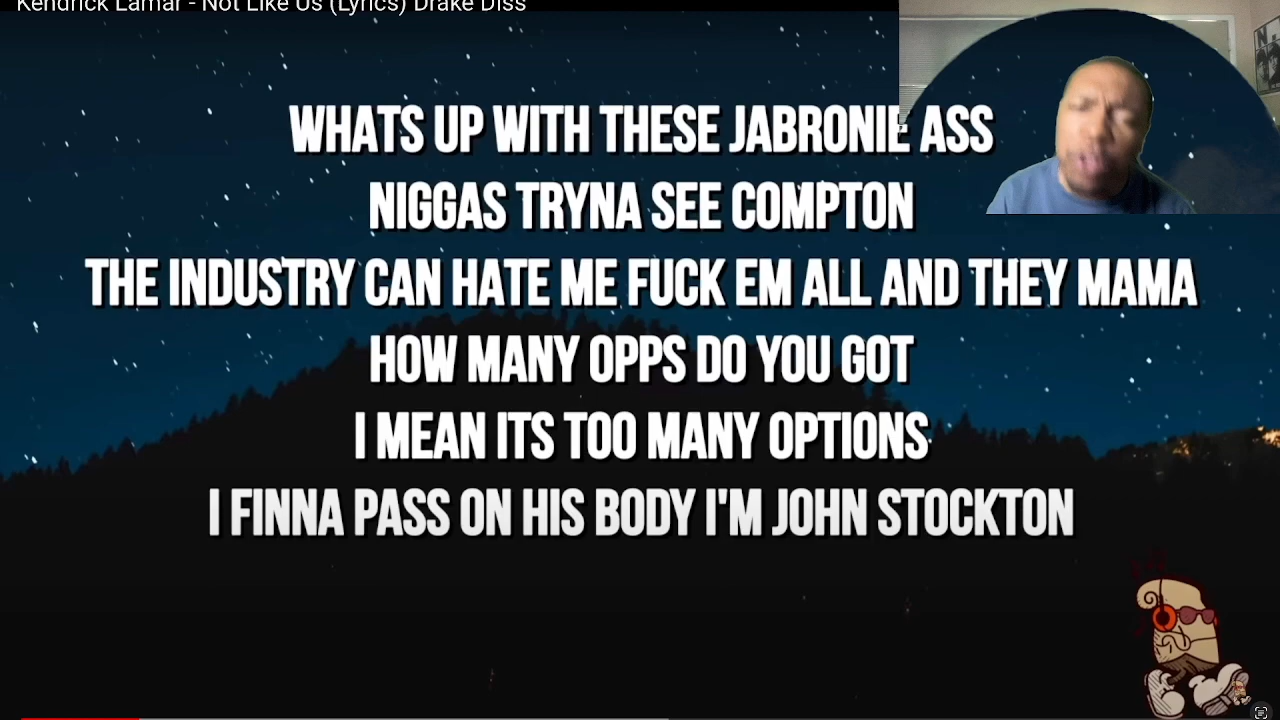 Kendrick Lamar - Not Like Us (Lyrics) Drake Diss
WHATS UP WITH THESE JABRONIE ASS
NIGGAS TRYNA SEE COMPTON
THE INDUSTRY CAN HATE ME FUCK EM ALL AND THEY MAMA
HOW MANY OPPS DO YOU GOT
I MEAN ITS TOO MANY OPTIONS
I FINNA PASS ON HIS BODY I'M JOHN STOCKTON